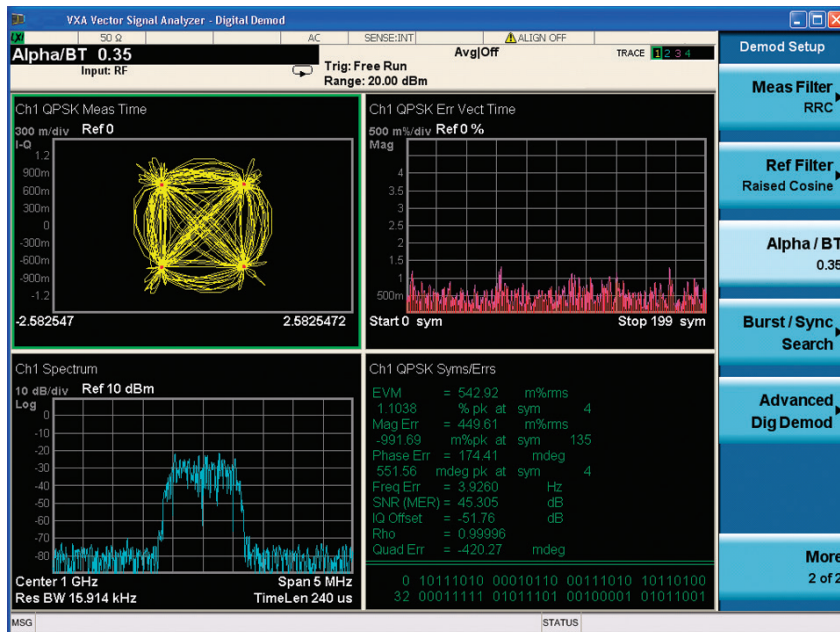 VXA Vector Signal Analyzer - Digital Demod
LXI
50 Ω
AC
SENSE:INT
ALIGN OFF
Alpha/BT 0.35
Input: RF
Trig: Free Run
Range: 20.00 dBm
Avg|Off
TRACE 1 2 3 4
Ch1 QPSK Meas Time
300 m/div Ref 0
I-Q
1.2
900m
600m
300m
0
-300m
-600m
-900m
-1.2
-2.582547 2.5825472
Ch1 QPSK Err Vect Time
500 m%/div Ref 0 %
Mag
4
3.5
3
2.5
2
1.5
1
500m
Start 0 sym Stop 199 sym
Ch1 Spectrum
10 dB/div Ref 10 dBm
Log
0
-10
-20
-30
-40
-50
-60
-70
-80
Center 1 GHz Span 5 MHz
Res BW 15.914 kHz TimeLen 240 us
Ch1 QPSK Syms/Errs
EVM = 542.92 m%rms
1.1038 % pk at sym 4
Mag Err = 449.61 m%rms
-991.69 m%pk at sym 135
Phase Err = 174.41 mdeg
551.56 mdeg pk at sym 4
Freq Err = 3.9260 Hz
SNR (MER) = 45.305 dB
IQ Offset = -51.76 dB
Rho = 0.99996
Quad Err = -420.27 mdeg
0 10111010 00010110 00111010 10110100
32 00011111 01011101 00100001 01011001
Demod Setup
Meas Filter
RRC
Ref Filter
Raised Cosine
Alpha / BT
0.35
Burst / Sync
Search
Advanced
Dig Demod
More
2 of 2
MSG
STATUS